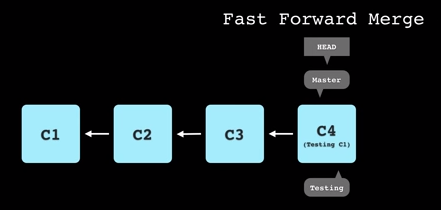 Fast Forward Merge
HEAD
Master
C1
C2
C3
C4
(Testing C1)
Testing